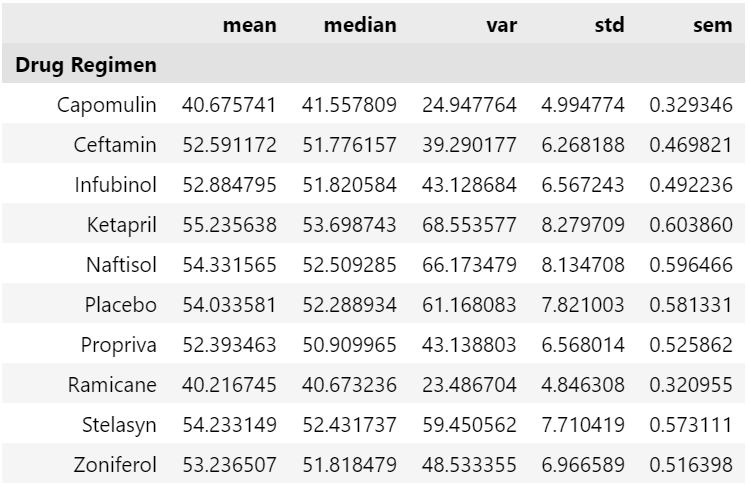 mean median var std sem
Drug Regimen
Capomulin 40.675741 41.557809 24.947764 4.994774 0.329346
Ceftamin 52.591172 51.776157 39.290177 6.268188 0.469821
Infubinol 52.884795 51.820584 43.128684 6.567243 0.492236
Ketapril 55.235638 53.698743 68.553577 8.279709 0.603860
Naftisol 54.331565 52.509285 66.173479 8.134708 0.596466
Placebo 54.033581 52.288934 61.168083 7.821003 0.581331
Propriva 52.393463 50.909965 43.138803 6.568014 0.525862
Ramicane 40.216745 40.673236 23.486704 4.846308 0.320955
Stelasyn 54.233149 52.431737 59.450562 7.710419 0.573111
Zoniferol 53.236507 51.818479 48.533355 6.966589 0.516398